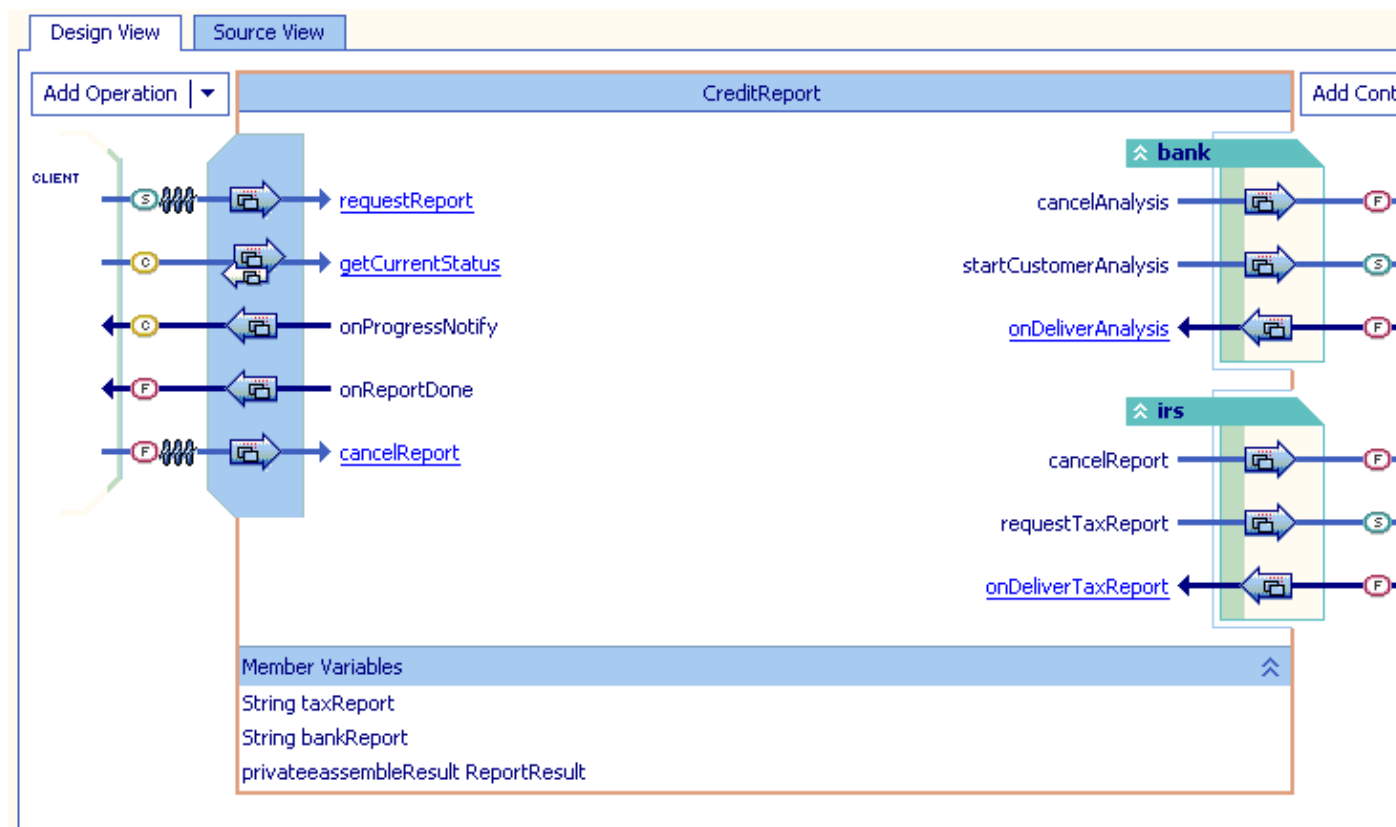 Design View
Source View
Add Operation
CreditReport
Add Cont
CLIENT
S
requestReport
C
getCurrentStatus
C
onProgressNotify
F
onReportDone
F
cancelReport
bank
cancelAnalysis
F
startCustomerAnalysis
S
onDeliverAnalysis
F
irs
cancelReport
F
requestTaxReport
S
onDeliverTaxReport
F
Member Variables
String taxReport
String bankReport
privateeassembleResult ReportResult